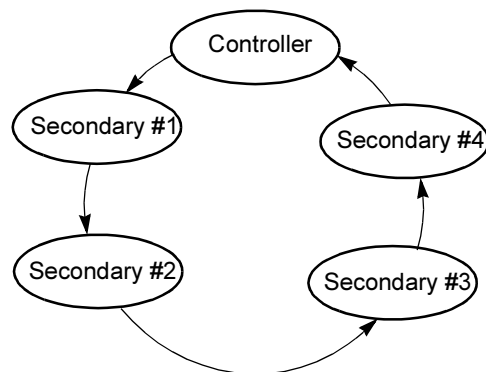 Controller
Secondary #1
Secondary #4
Secondary #2
Secondary #3